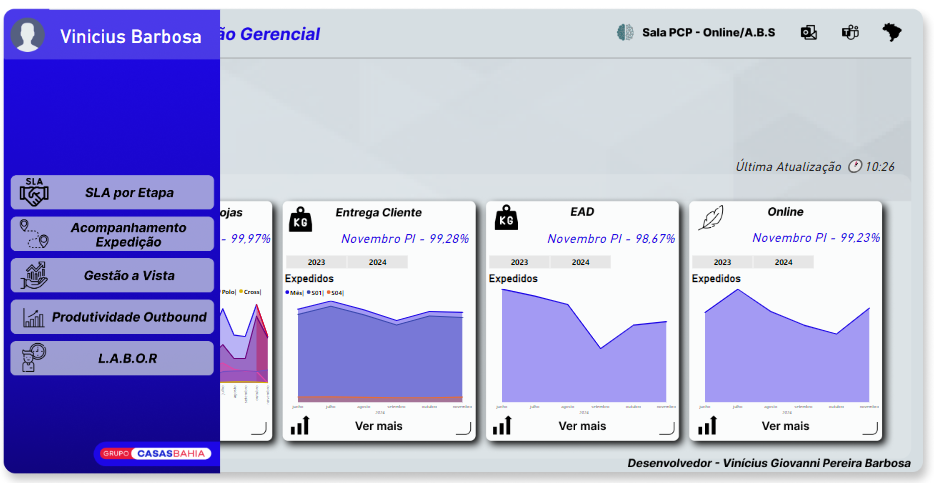 Vinicius Barbosa
ão Gerencial
Sala PCP - Online/A.B.S
Última Atualização 10:26
SLA
SLA por Etapa
Acompanhamento
Expedição
Gestão a Vista
Produtividade Outbound
L.A.B.O.R
GRUPO CASASBAHIA
ojas
- 99,97%
Polo| Cross|
agosto
setembro
outubro
novembro
KG
Entrega Cliente
Novembro PI - 99,28%
2023 2024
Expedidos
Mês| S01| S04|
junho julho agosto setembro outubro novembro
2024
Ver mais
KG
EAD
Novembro PI - 98,67%
2023 2024
Expedidos
junho julho agosto setembro outubro novembro
2024
Ver mais
Online
Novembro PI - 99,23%
2023 2024
Expedidos
junho julho agosto setembro outubro novembro
2024
Ver mais
Desenvolvedor - Vinícius Giovanni Pereira Barbosa